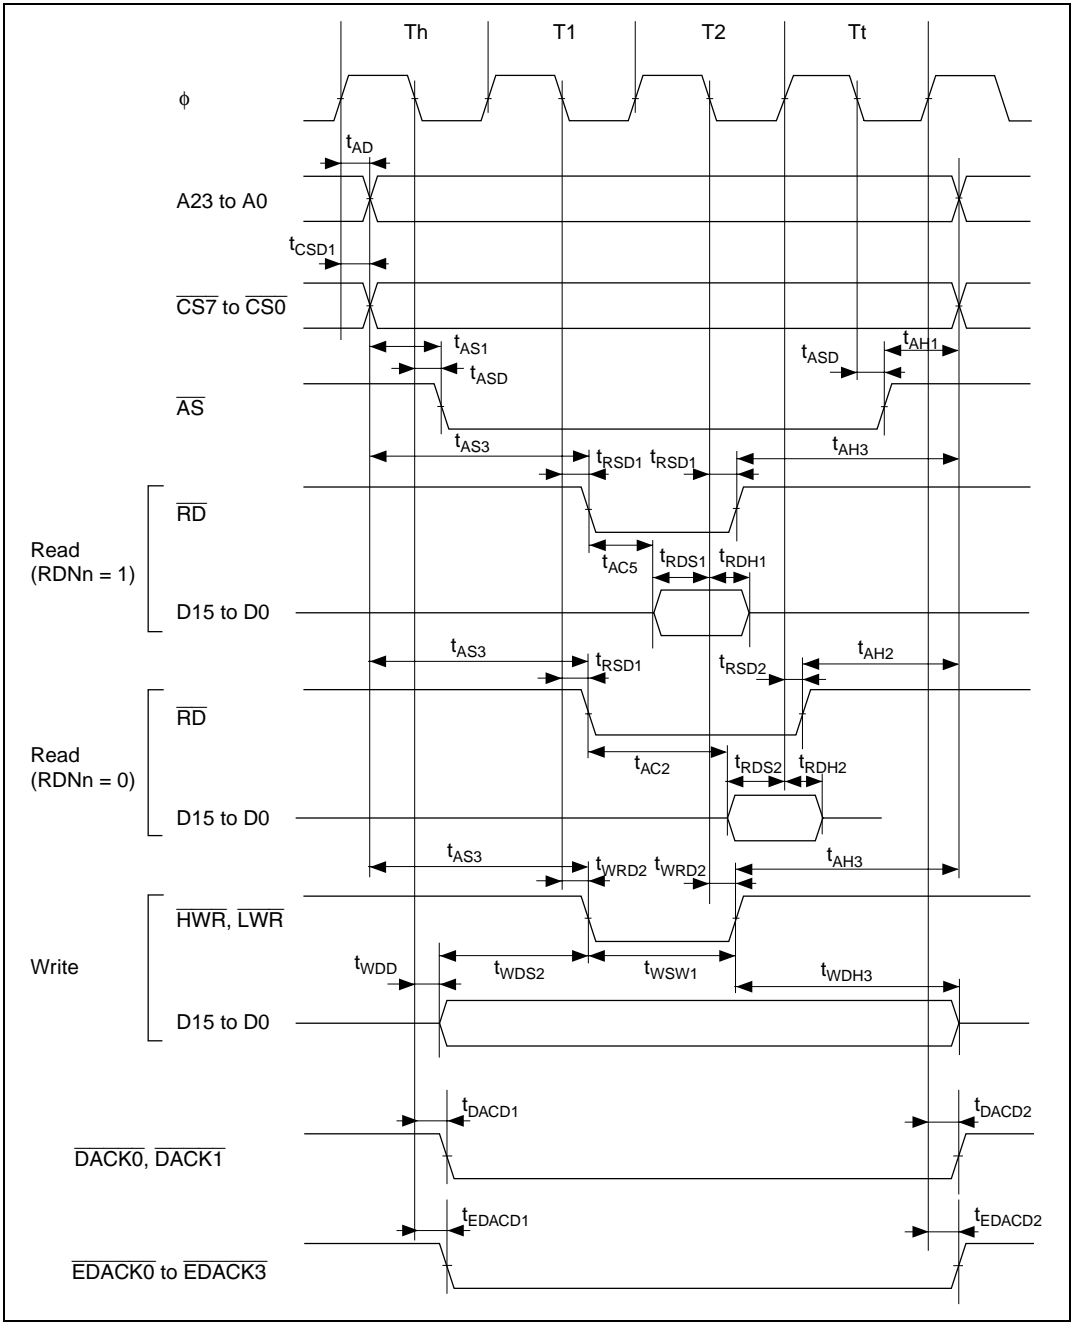 Th T1 T2 Tt
ϕ
tAD
A23 to A0
tCSD1
CS7 to CS0
tAS1 tAH1
tASD tASD
AS
tAS3 tRSD1 tRSD1 tAH3
RD
Read
(RDNn = 1)
tAC5 tRDS1 tRDH1
D15 to D0
tAS3 tRSD1 tRSD2 tAH2
RD
Read
(RDNn = 0)
tAC2 tRDS2 tRDH2
D15 to D0
tAS3 tWRD2 tWRD2 tAH3
HWR, LWR
Write
tWDD tWDS2 tWSW1 tWDH3
D15 to D0
tDACD1 tDACD2
DACK0, DACK1
tEDACD1 tEDACD2
EDACK0 to EDACK3